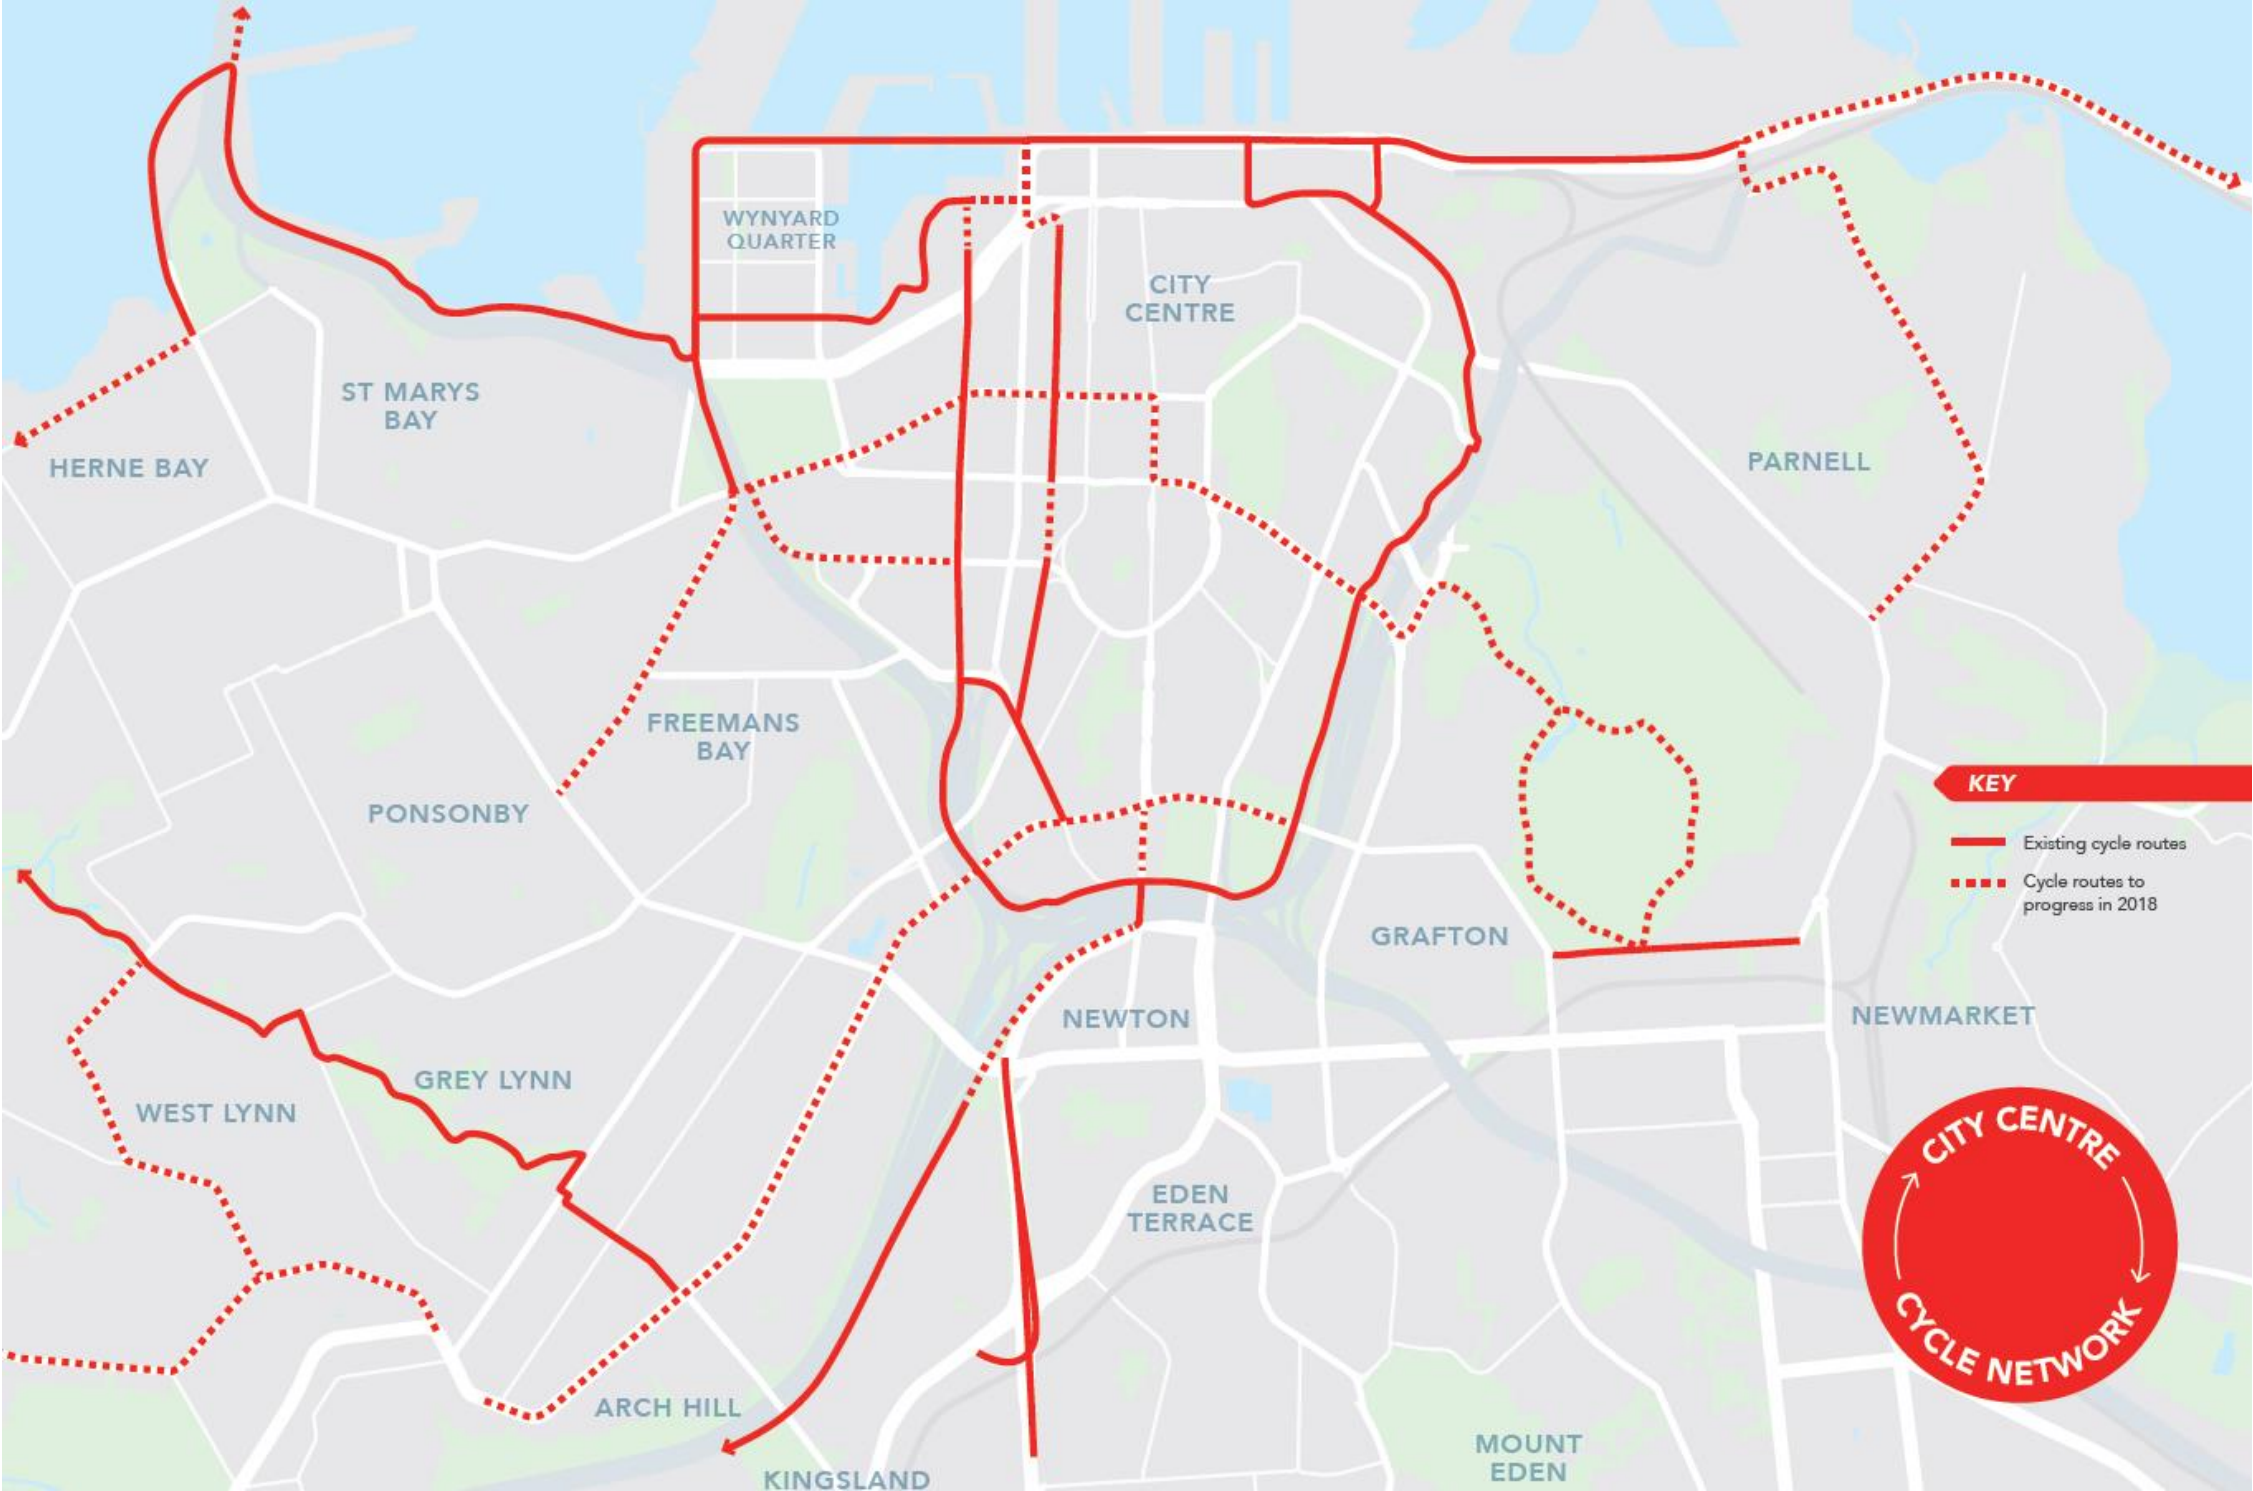 WYNYARD
QUARTER
CITY
CENTRE
ST MARYS
BAY
HERNE BAY
PARNELL
FREEMANS
BAY
PONSONBY
KEY
Existing cycle routes
Cycle routes to
progress in 2018
GRAFTON
NEWTON
NEWMARKET
GREY LYNN
WEST LYNN
EDEN
TERRACE
CITY CENTRE
CYCLE NETWORK
ARCH HILL
MOUNT
EDEN
KINGSLAND